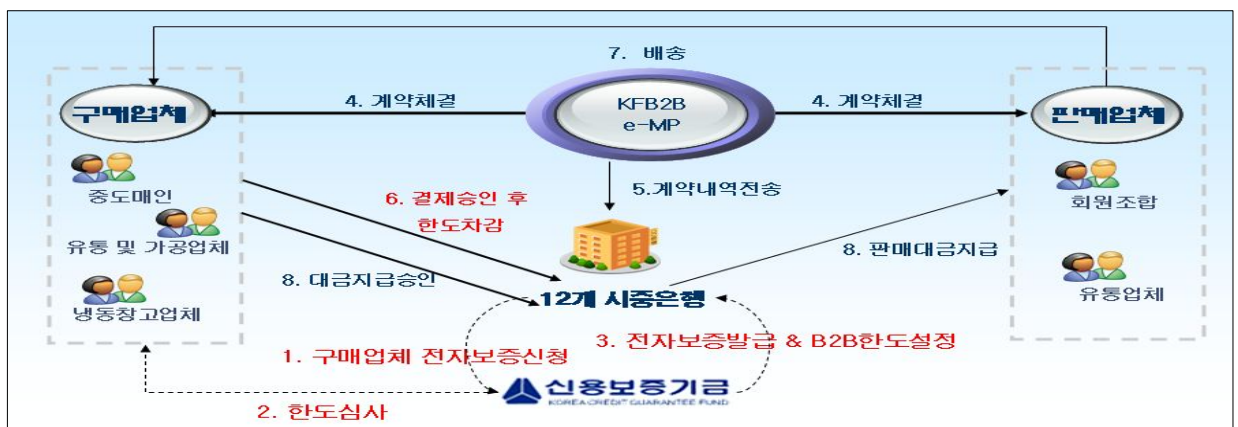 7. 배송
구매업체
4. 계약체결
KFB2B
e-MP
4. 계약체결
판매업체
중도매인
유통 및 가공업체
냉동창고업체
6. 결제승인 후
한도차감
5.계약내역전송
회원조합
유통업체
8. 대금지급승인
8. 판매대금지급
12개 시중은행
1. 구매업체 전자보증신청
3. 전자보증발급 & B2B한도설정
신용보증기금
KOREA CREDIT GUARANTEE FUND
2. 한도심사